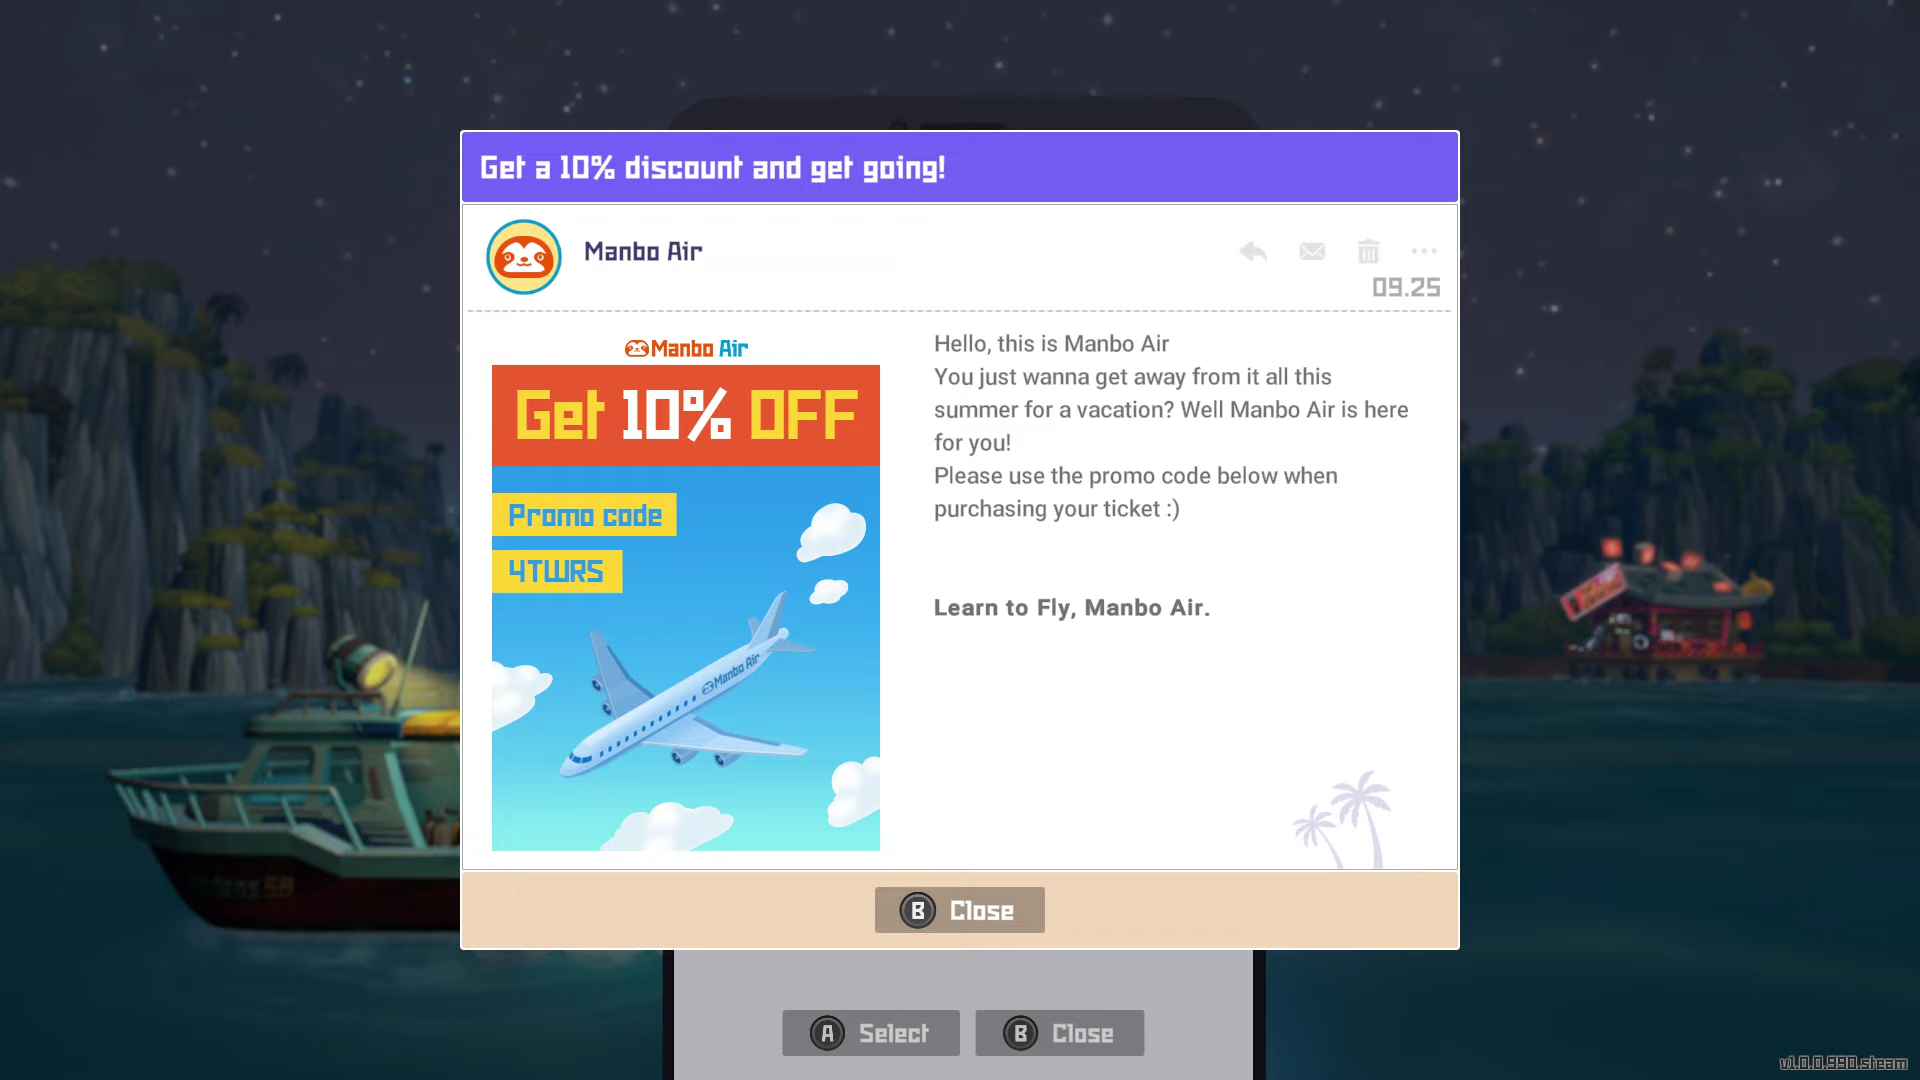 Get a 10% discount and get going!
Manbo Air
09.25
Manbo Air
Get 10% OFF
Promo code
4TWRS
Manbo Air
Hello, this is Manbo Air
You just wanna get away from it all this
summer for a vacation? Well Manbo Air is here
for you!
Please use the promo code below when
purchasing your ticket :)
Learn to Fly, Manbo Air.
B Close
A Select
B Close
v1.0.0.990.steam